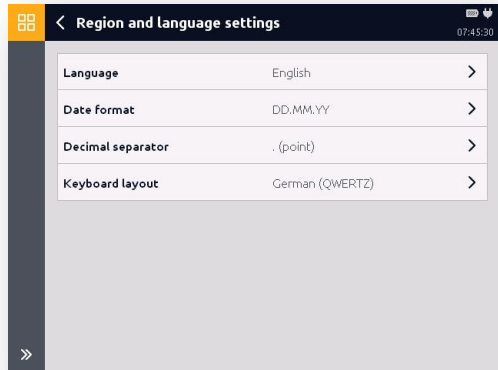 Region and language settings
07:45:30
Language English
Date format DD.MM.YY
Decimal separator . (point)
Keyboard layout German (QWERTZ)